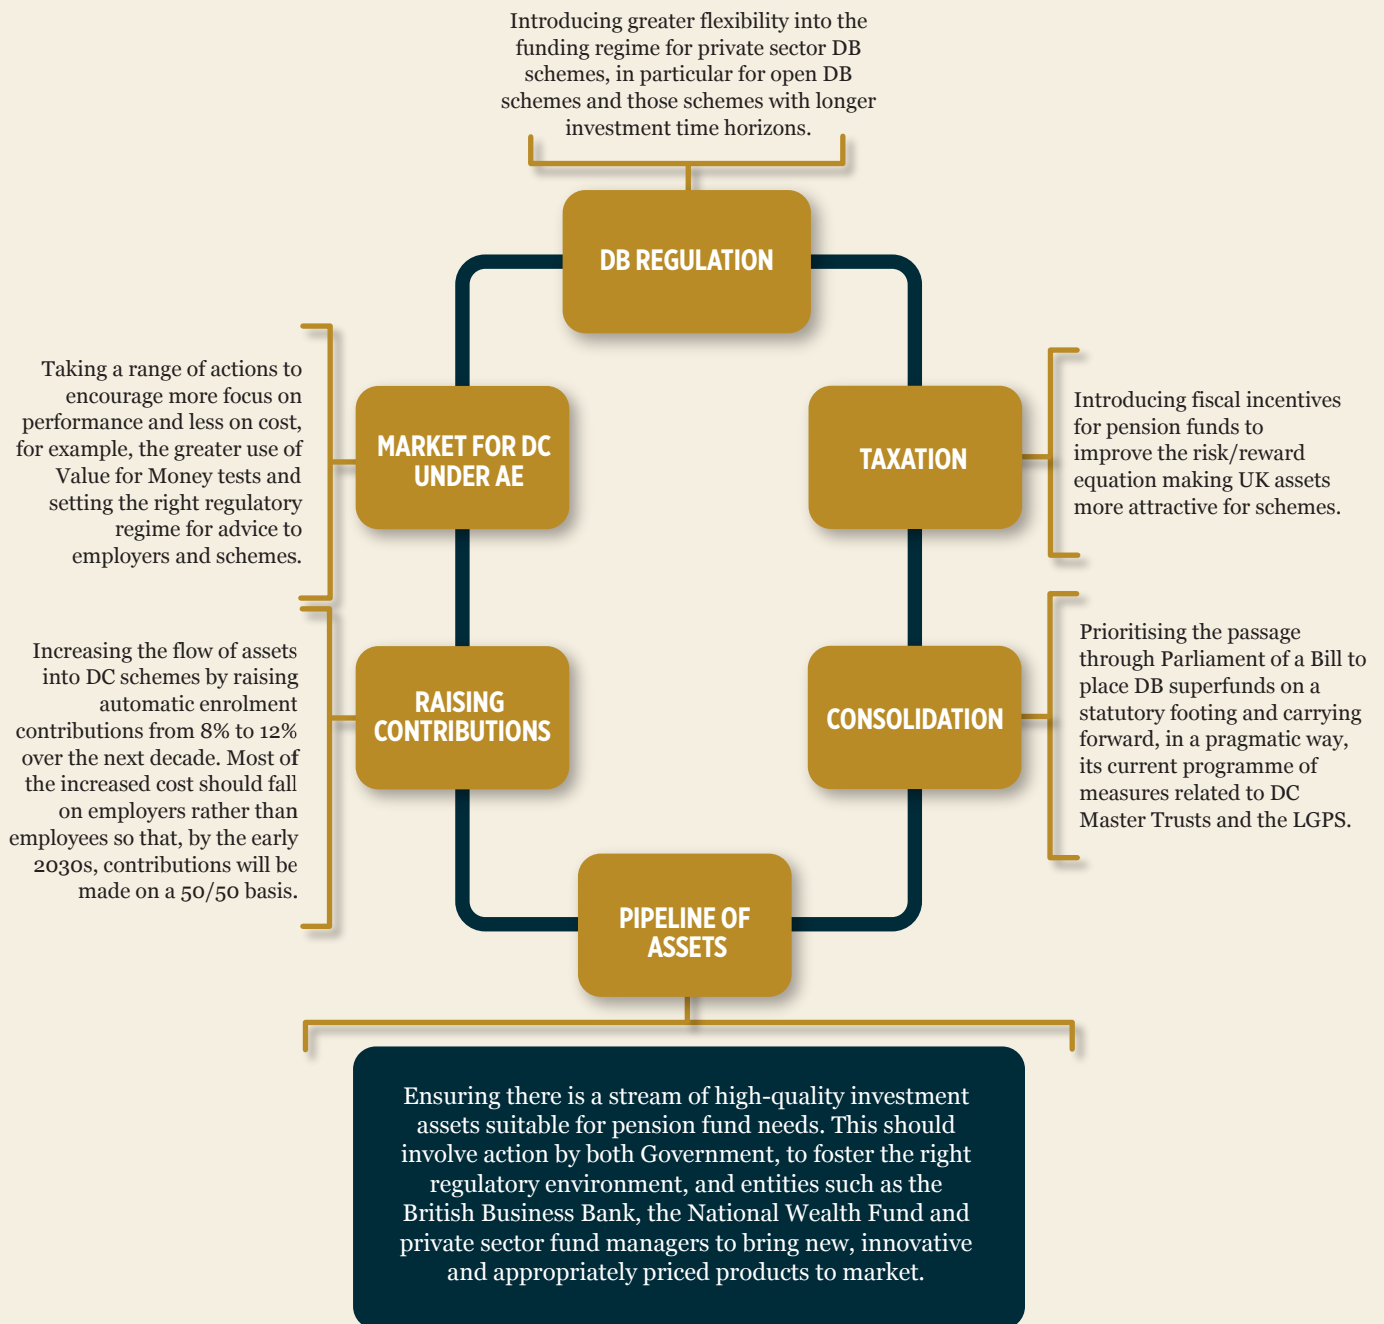 Introducing greater flexibility into the
funding regime for private sector DB
schemes, in particular for open DB
schemes and those schemes with longer
investment time horizons.
DB REGULATION
Taking a range of actions to
encourage more focus on
performance and less on cost,
for example, the greater use of
Value for Money tests and
setting the right regulatory
regime for advice to
employers and schemes.
MARKET FOR DC
UNDER AE
TAXATION
Introducing fiscal incentives
for pension funds to
improve the risk/reward
equation making UK assets
more attractive for schemes.
Increasing the flow of assets
into DC schemes by raising
automatic enrolment
contributions from 8% to 12%
over the next decade. Most of
the increased cost should fall
on employers rather than
employees so that, by the early
2030s, contributions will be
made on a 50/50 basis.
RAISING
CONTRIBUTIONS
CONSOLIDATION
Prioritising the passage
through Parliament of a Bill to
place DB superfunds on a
statutory footing and carrying
forward, in a pragmatic way,
its current programme of
measures related to DC
Master Trusts and the LGPS.
PIPELINE OF
ASSETS
Ensuring there is a stream of high-quality investment
assets suitable for pension fund needs. This should
involve action by both Government, to foster the right
regulatory environment, and entities such as the
British Business Bank, the National Wealth Fund and
private sector fund managers to bring new, innovative
and appropriately priced products to market.